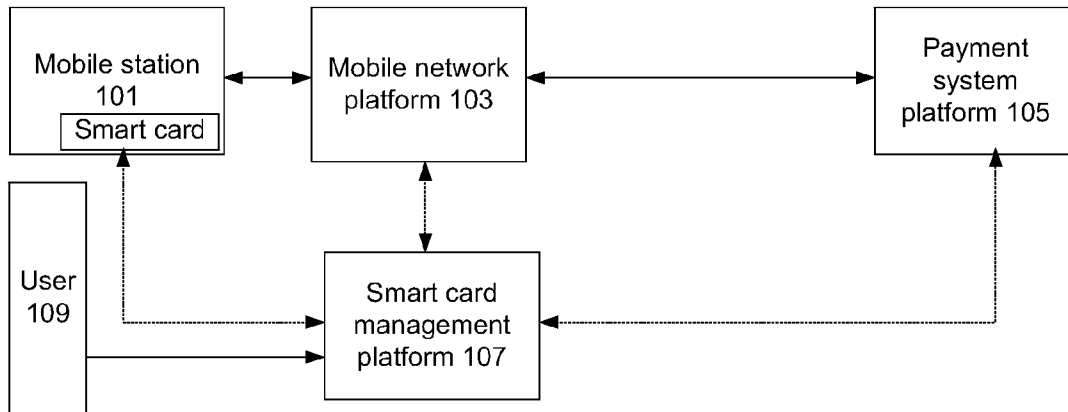 Mobile station
101
Smart card
Mobile network
platform 103
Payment
system
platform 105
User
109
Smart card
management
platform 107